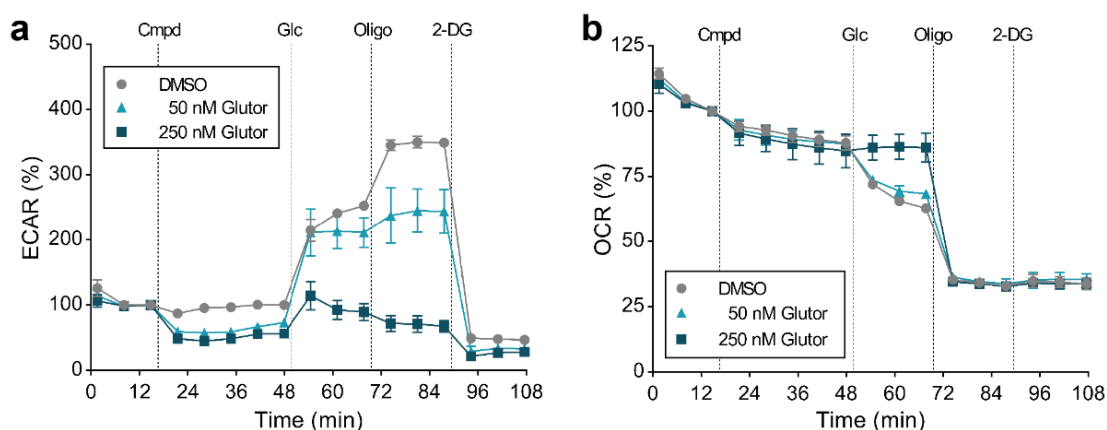 a
Cmpd Glc Oligo 2-DG
500
400
300
200
100
0
ECAR (%)
DMSO
50 nM Glutor
250 nM Glutor
0 12 24 36 48 60 72 84 96 108
Time (min)
b
Cmpd Glc Oligo 2-DG
125
100
75
50
25
0
OCR (%)
DMSO
50 nM Glutor
250 nM Glutor
0 12 24 36 48 60 72 84 96 108
Time (min)